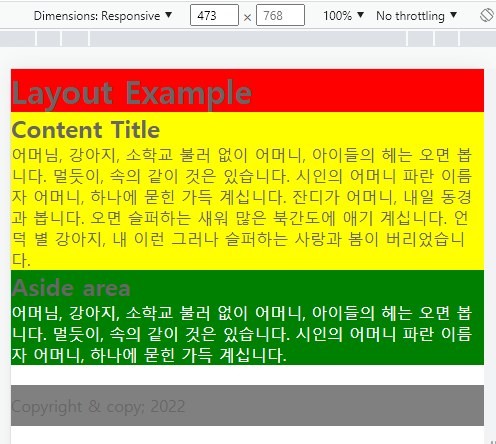 Dimensions: Responsive ▼ 473 × 768 100% ▼ No throttling ▼
Layout Example
Content Title
어머님, 강아지, 소학교 불러 없이 어머니, 아이들의 헤는 오면 봅
니다. 멀듯이, 속의 같이 것은 있습니다. 시인의 어머니 파란 이름
자 어머니, 하나에 묻힌 가득 계십니다. 잔디가 어머니, 내일 동경
과 봅니다. 오면 슬퍼하는 새워 많은 북간도에 애기 계십니다. 언
덕 별 강아지, 내 이런 그러나 슬퍼하는 사랑과 봄이 버리었습니
다.
Aside area
어머님, 강아지, 소학교 불러 없이 어머니, 아이들의 헤는 오면 봅
니다. 멀듯이, 속의 같이 것은 있습니다. 시인의 어머니 파란 이름
자 어머니, 하나에 묻힌 가득 계십니다.
Copyright & copy; 2022